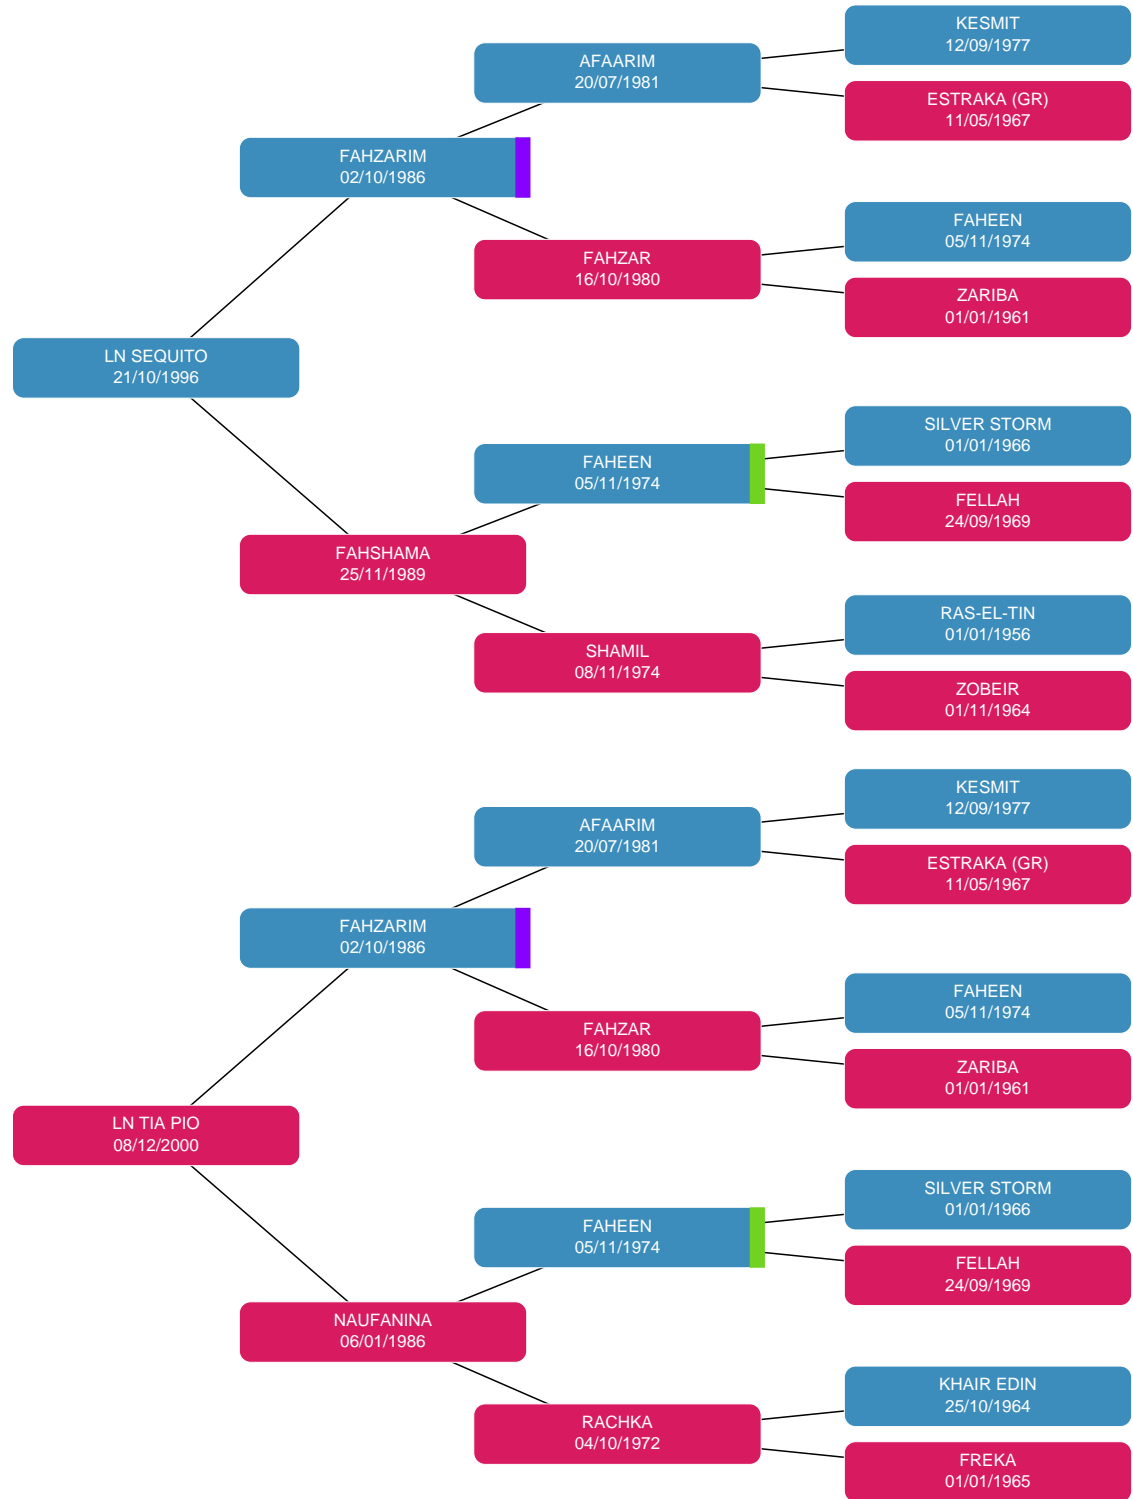 KESMIT
12/09/1977
AFAARIM
20/07/1981
ESTRAKA (GR)
11/05/1967
FAHZARIM
02/10/1986
FAHEEN
05/11/1974
FAHZAR
16/10/1980
ZARIBA
01/01/1961
LN SEQUITO
21/10/1996
SILVER STORM
01/01/1966
FAHEEN
05/11/1974
FELLAH
24/09/1969
FAHSHAMA
25/11/1989
RAS-EL-TIN
01/01/1956
SHAMIL
08/11/1974
ZOBEIR
01/11/1964
KESMIT
12/09/1977
AFAARIM
20/07/1981
ESTRAKA (GR)
11/05/1967
FAHZARIM
02/10/1986
FAHEEN
05/11/1974
FAHZAR
16/10/1980
ZARIBA
01/01/1961
LN TIA PIO
08/12/2000
SILVER STORM
01/01/1966
FAHEEN
05/11/1974
FELLAH
24/09/1969
NAUFANINA
06/01/1986
KHAIR EDIN
25/10/1964
RACHKA
04/10/1972
FREKA
01/01/1965